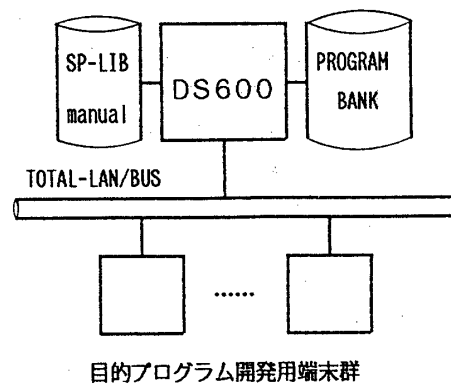 SP-LIB
manual
DS600
PROGRAM
BANK
TOTAL-LAN/BUS
......
目的プログラム開発用端末群